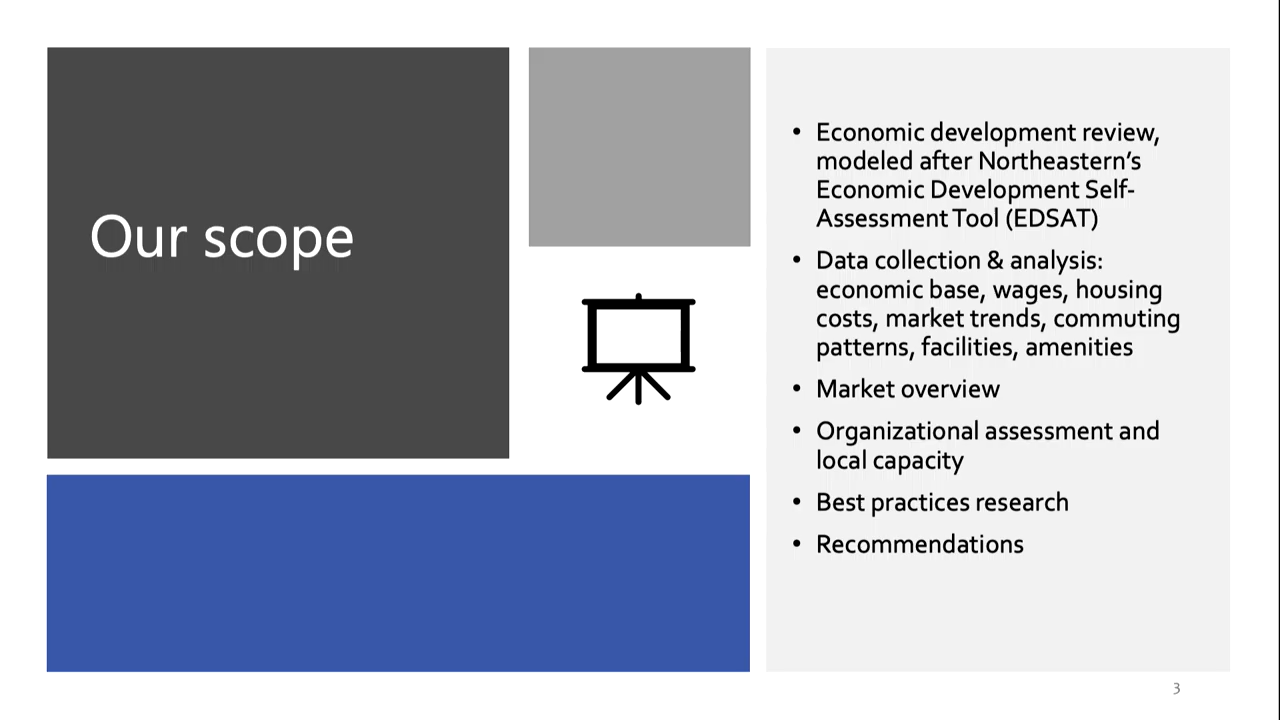 Our scope
• Economic development review,
modeled after Northeastern’s
Economic Development Self-
Assessment Tool (EDSAT)
• Data collection & analysis:
economic base, wages, housing
costs, market trends, commuting
patterns, facilities, amenities
• Market overview
• Organizational assessment and
local capacity
• Best practices research
• Recommendations
3